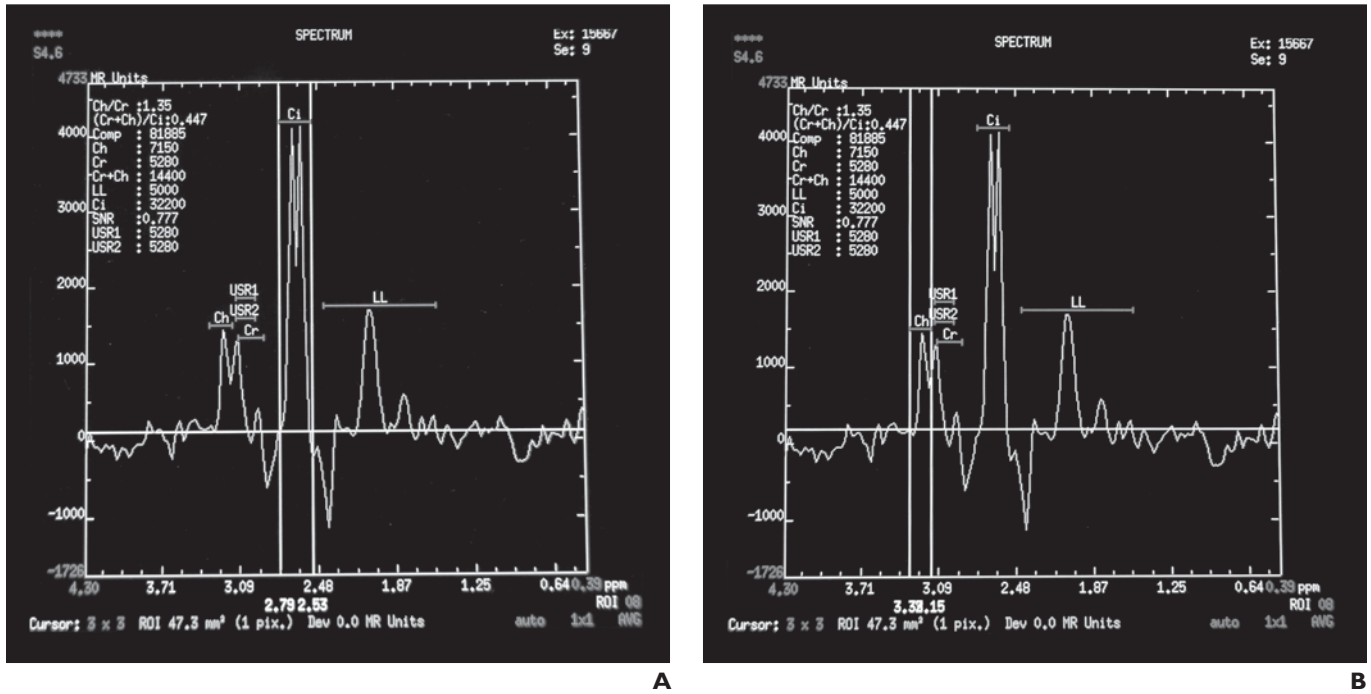 ****
S4.6
SPECTRUM
Ex: 15667
Se: 9
4733 MR Units
Ch/Cr :1.35
(Cr+Ch)/Ci:0.447
Comp : 81885
Ch : 7150
Cr : 5280
Cr+Ch : 14400
LL : 5000
Ci : 32200
SNR :0.777
USR1 : 5280
USR2 : 5280
4000
3000
2000
1000
0
-1000
-1726
Ci
LL
USR1
USR2
Ch
Cr
4.30 3.71 3.09 2.48 1.87 1.25 0.64 0.39 ppm
2.79 2.53
ROI 08
Cursor: 3 x 3 ROI 47.3 mm³ (1 pix.) Dev 0.0 MR Units auto 1x1 AVG
A
****
S4.6
SPECTRUM
Ex: 15667
Se: 9
4733 MR Units
Ch/Cr :1.35
(Cr+Ch)/Ci:0.447
Comp : 81885
Ch : 7150
Cr : 5280
Cr+Ch : 14400
LL : 5000
Ci : 32200
SNR :0.777
USR1 : 5280
USR2 : 5280
4000
3000
2000
1000
0
-1000
-1726
Ci
LL
USR1
USR2
Ch
Cr
4.30 3.71 3.09 2.48 1.87 1.25 0.64 0.39 ppm
3.15
ROI 08
Cursor: 3 x 3 ROI 47.3 mm³ (1 pix.) Dev 0.0 MR Units auto 1x1 AVG
B